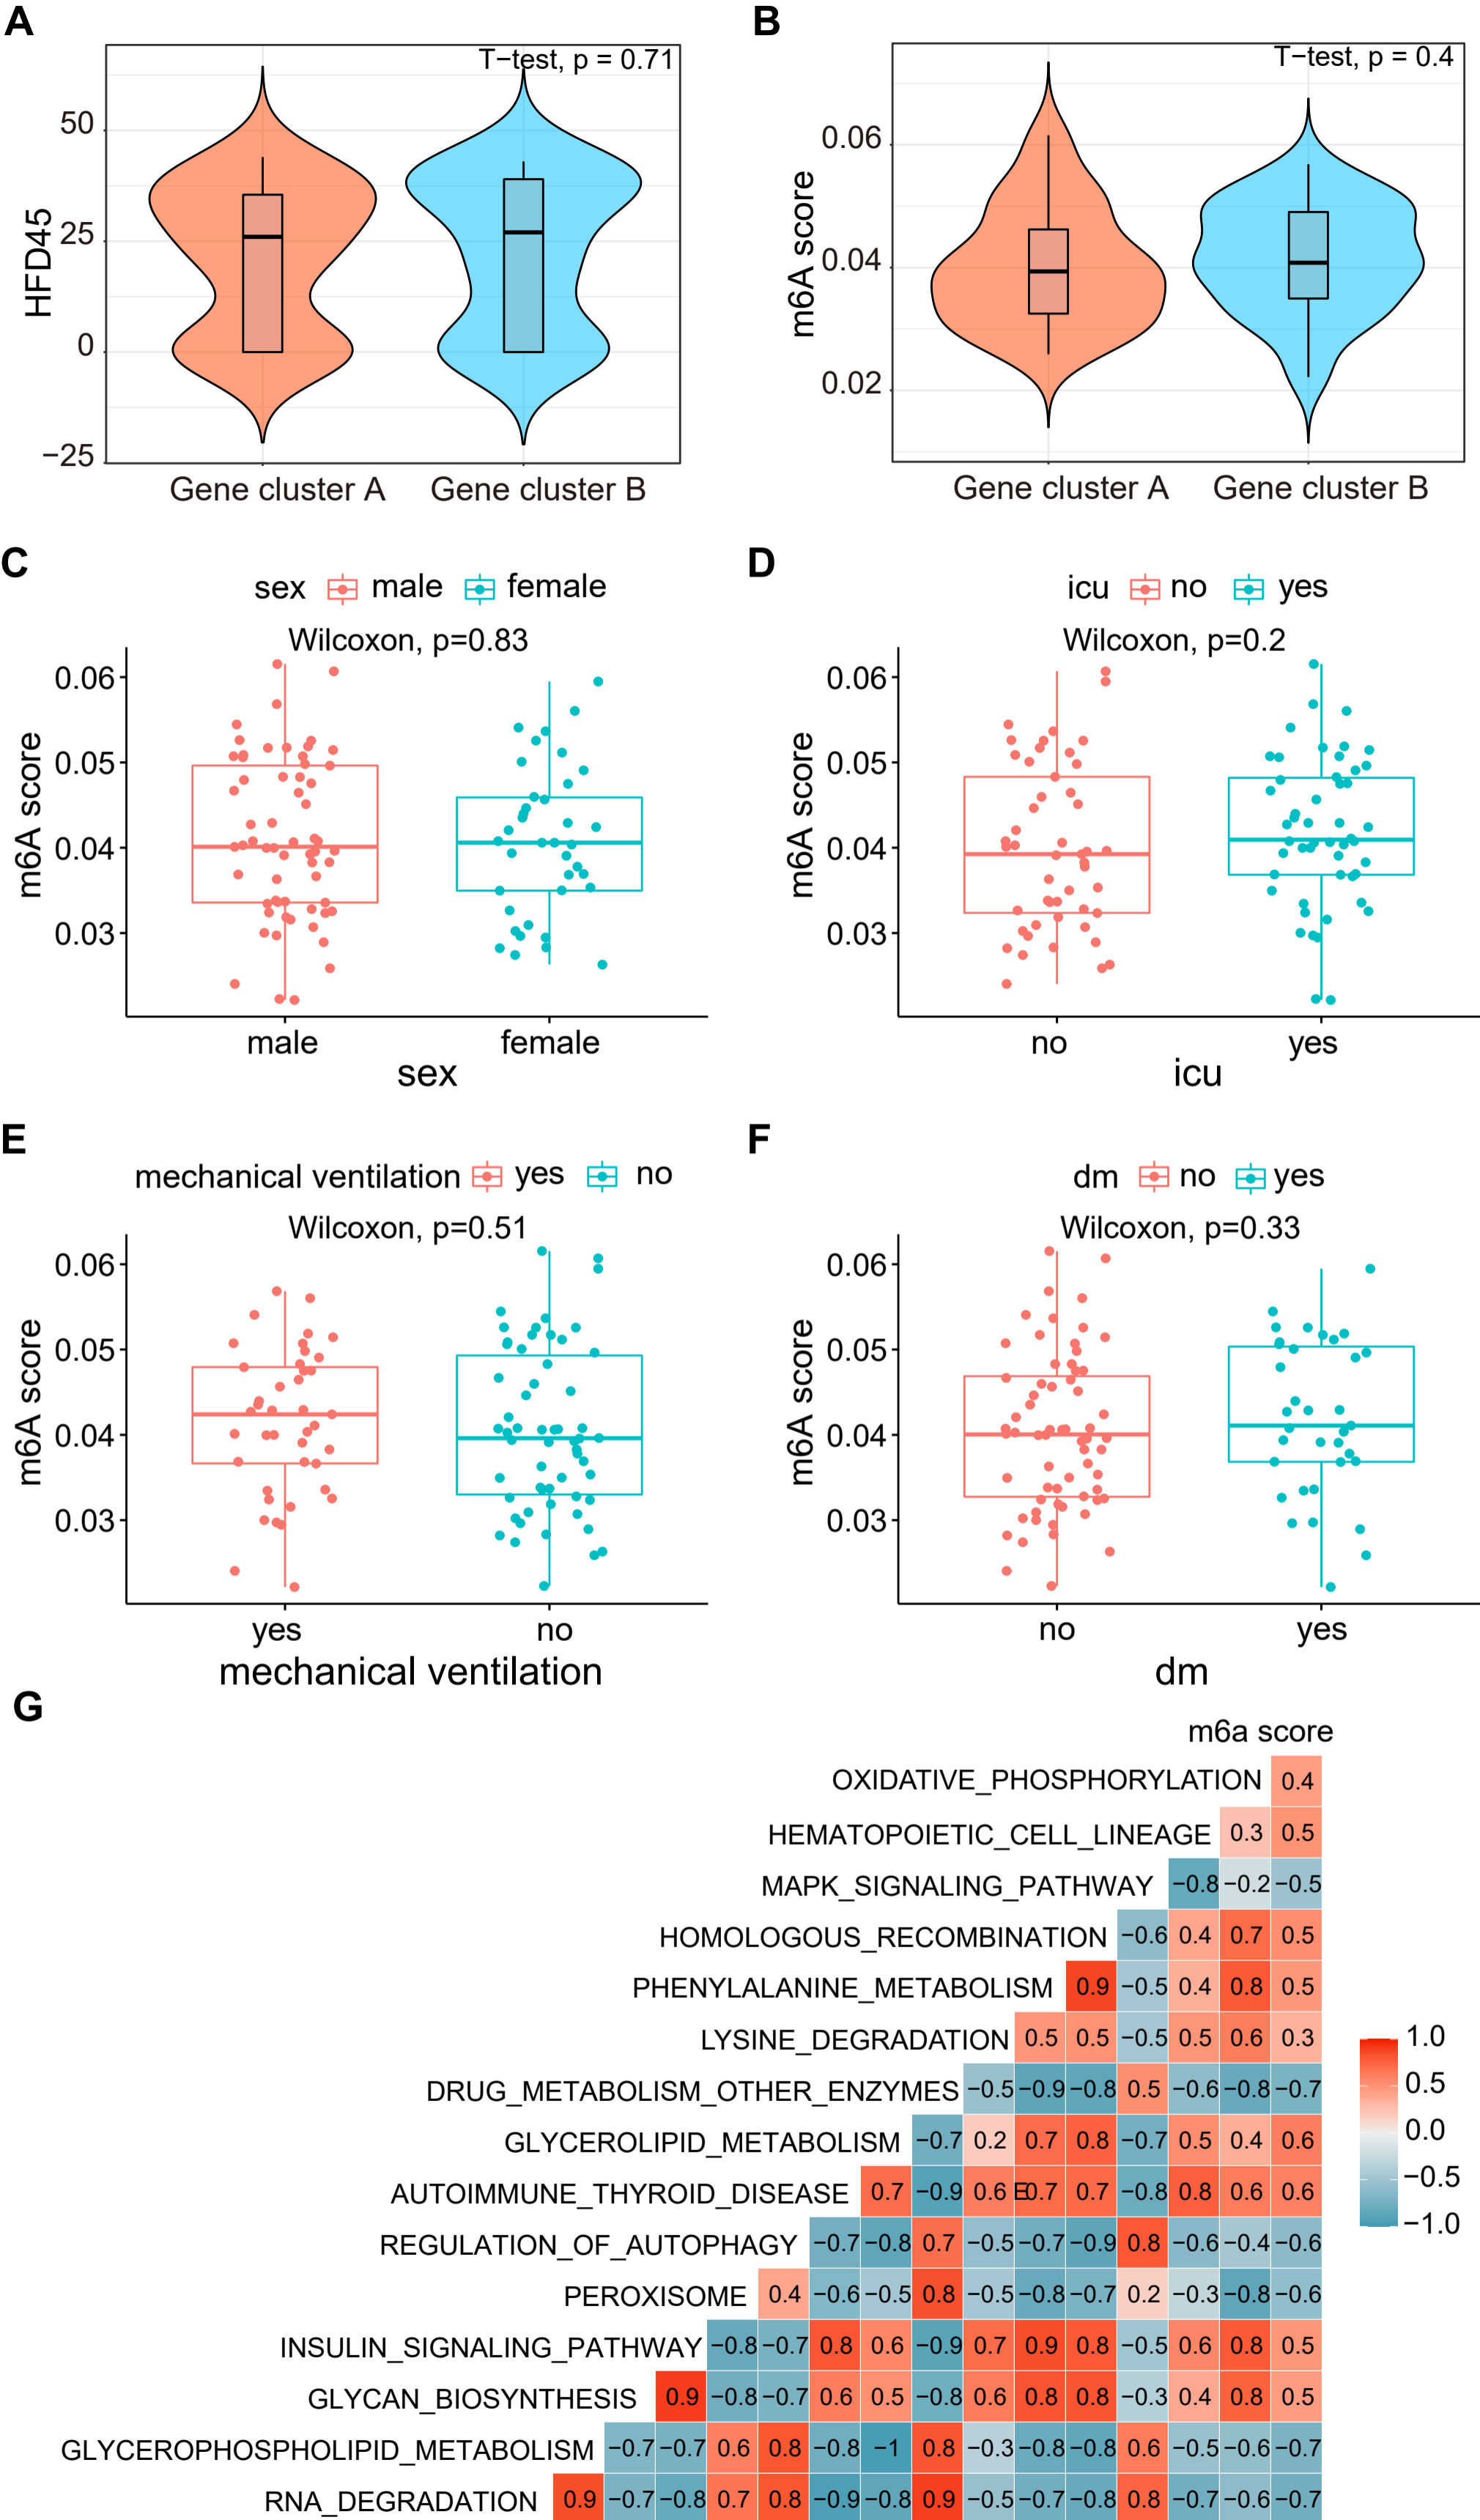 A
B
T−test, p = 0.71
T−test, p = 0.4
HFD45
50
25
0
−25
m6A score
0.06
0.04
0.02
Gene cluster A
Gene cluster B
Gene cluster A
Gene cluster B
C
sex male female
Wilcoxon, p=0.83
m6A score
0.06
0.05
0.04
0.03
male
female
sex
D
icu no yes
Wilcoxon, p=0.2
m6A score
0.06
0.05
0.04
0.03
no
yes
icu
E
mechanical ventilation yes no
Wilcoxon, p=0.51
m6A score
0.06
0.05
0.04
0.03
yes
no
mechanical ventilation
F
dm no yes
Wilcoxon, p=0.33
m6A score
0.06
0.05
0.04
0.03
no
yes
dm
G
m6a score
OXIDATIVE_PHOSPHORYLATION 0.4
HEMATOPOIETIC_CELL_LINEAGE 0.3 0.5
MAPK_SIGNALING_PATHWAY −0.8 −0.2 −0.5
HOMOLOGOUS_RECOMBINATION −0.6 0.4 0.7 0.5
PHENYLALANINE_METABOLISM 0.9 −0.5 0.4 0.8 0.5
LYSINE_DEGRADATION 0.5 0.5 −0.5 0.5 0.6 0.3
DRUG_METABOLISM_OTHER_ENZYMES −0.5 −0.9 −0.8 0.5 −0.6 −0.8 −0.7
GLYCEROLIPID_METABOLISM −0.7 0.2 0.7 0.8 −0.7 0.5 0.4 0.6
AUTOIMMUNE_THYROID_DISEASE 0.7 −0.9 0.6 E0.7 0.7 −0.8 0.8 0.6 0.6
REGULATION_OF_AUTOPHAGY −0.7 −0.8 0.7 −0.5 −0.7 −0.9 0.8 −0.6 −0.4 −0.6
PEROXISOME 0.4 −0.6 −0.5 0.8 −0.5 −0.8 −0.7 0.2 −0.3 −0.8 −0.6
INSULIN_SIGNALING_PATHWAY −0.8 −0.7 0.8 0.6 −0.9 0.7 0.9 0.8 −0.5 0.6 0.8 0.5
GLYCAN_BIOSYNTHESIS 0.9 −0.8 −0.7 0.6 0.5 −0.8 0.6 0.8 0.8 −0.3 0.4 0.8 0.5
GLYCEROPHOSPHOLIPID_METABOLISM −0.7 −0.7 0.6 0.8 −0.8 −1 0.8 −0.3 −0.8 −0.8 0.6 −0.5 −0.6 −0.7
RNA_DEGRADATION 0.9 −0.7 −0.8 0.7 0.8 −0.9 −0.8 0.9 −0.5 −0.7 −0.8 0.8 −0.7 −0.6 −0.7
1.0
0.5
0.0
−0.5
−1.0